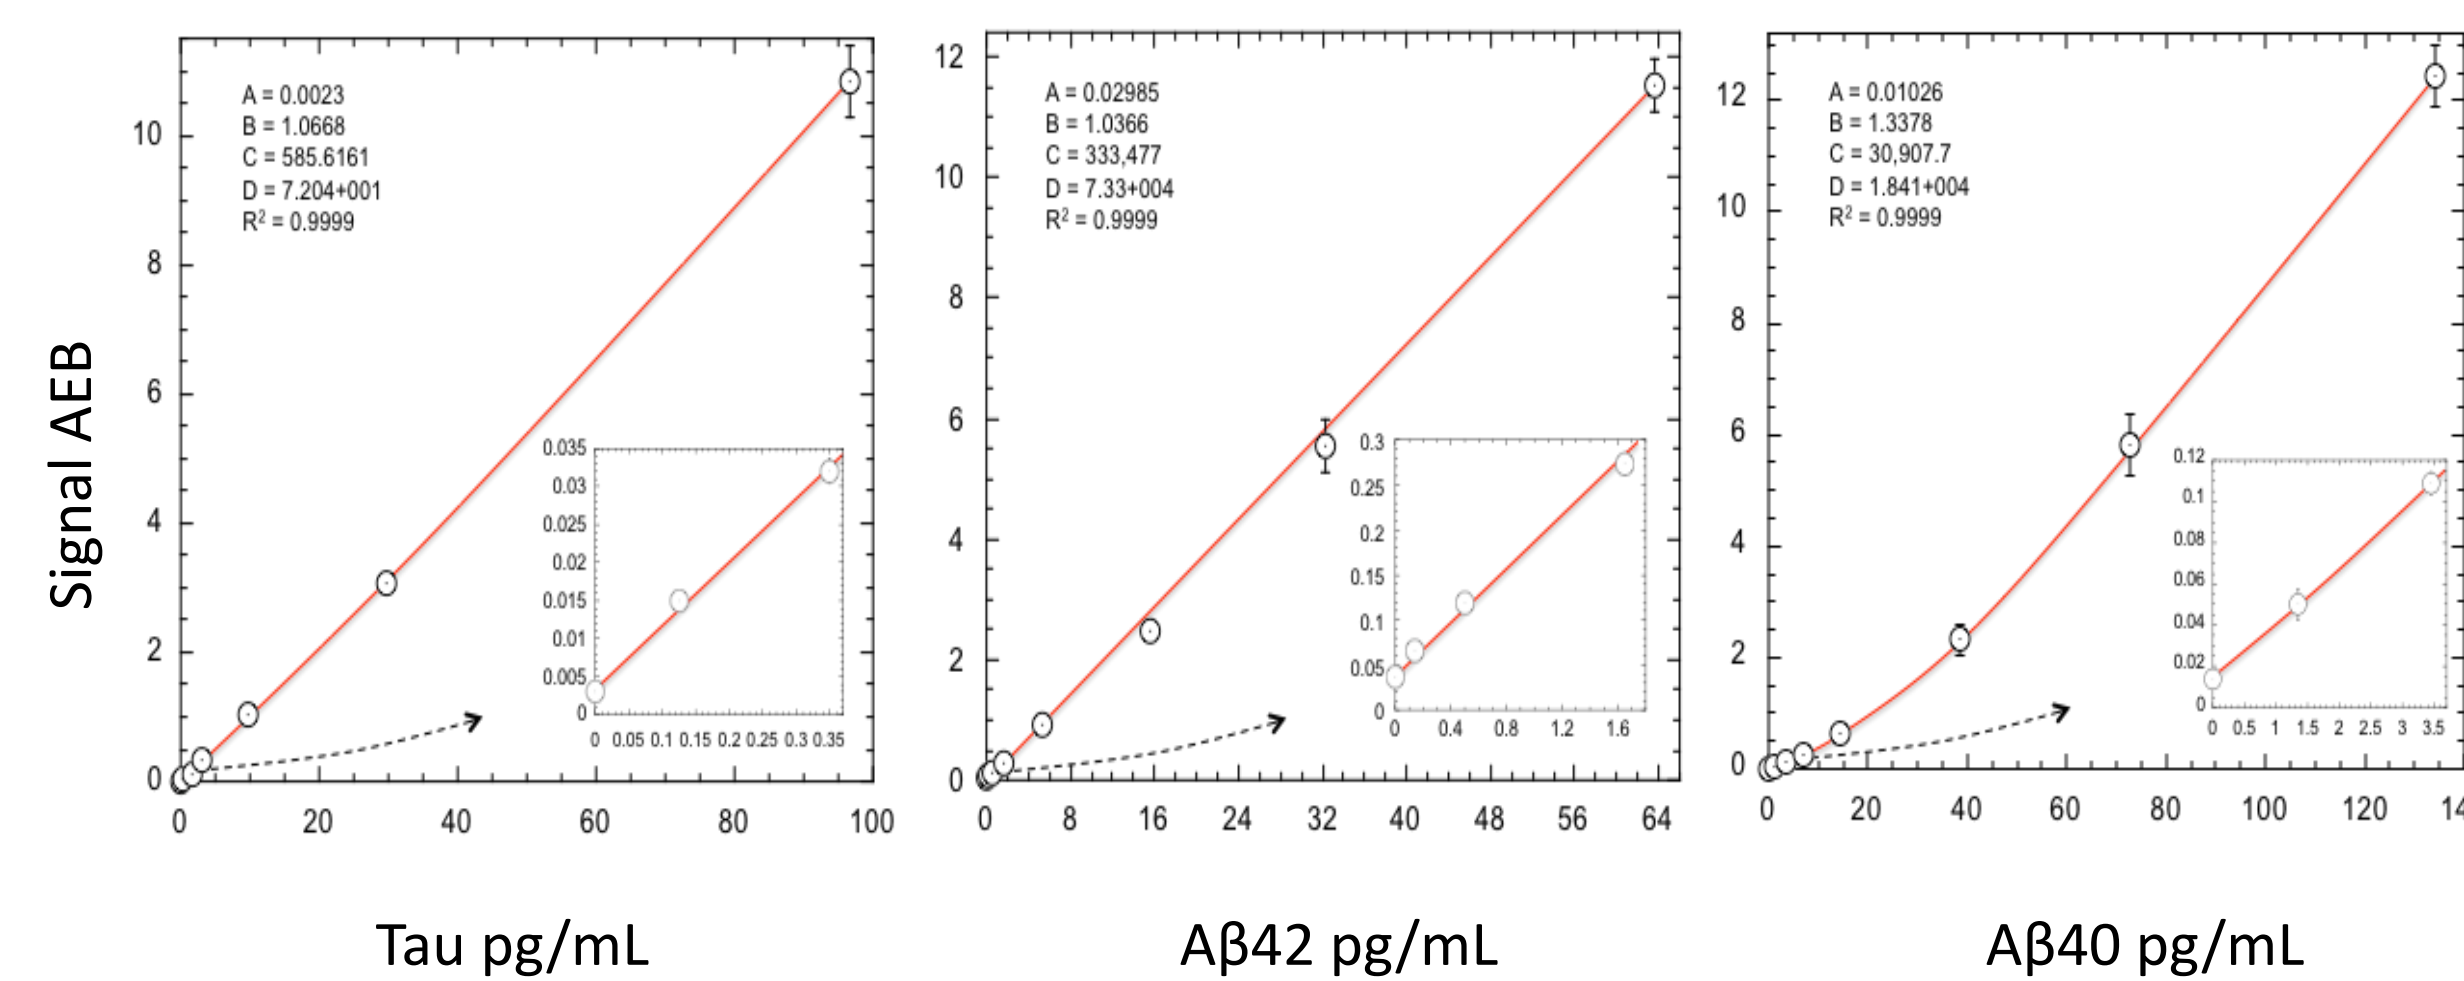 Signal AEB
A = 0.0023
B = 1.0668
C = 585.6161
D = 7.204+001
R² = 0.9999
10
8
6
4
2
0
0 20 40 60 80 100
0.035
0.03
0.025
0.02
0.015
0.01
0.005
0
0 0.05 0.1 0.15 0.2 0.25 0.3 0.35
Tau pg/mL
A = 0.02985
B = 1.0366
C = 333,477
D = 7.33+004
R² = 0.9999
12
10
8
6
4
2
0
0 8 16 24 32 40 48 56 64
0.3
0.25
0.2
0.15
0.1
0.05
0
0 0.4 0.8 1.2 1.6
Aβ42 pg/mL
A = 0.01026
B = 1.3378
C = 30,907.7
D = 1.841+004
R² = 0.9999
12
10
8
6
4
2
0
0 20 40 60 80 100 120
0.12
0.1
0.08
0.06
0.04
0.02
0
0 0.5 1 1.5 2 2.5 3 3.5
Aβ40 pg/mL